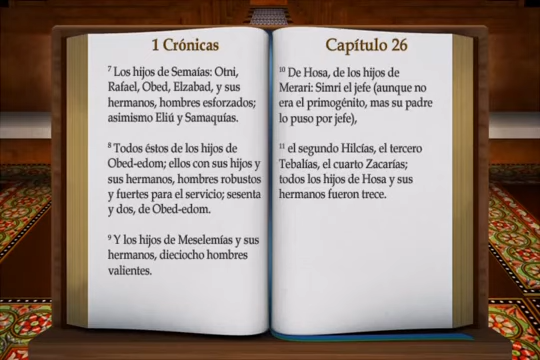 1 Crónicas
⁷ Los hijos de Semaías: Otni,
Rafael, Obed, Elzabad, y sus
hermanos, hombres esforzados;
asimismo Eliú y Samaquías.
⁸ Todos éstos de los hijos de
Obed-edom; ellos con sus hijos y
sus hermanos, hombres robustos
y fuertes para el servicio; sesenta
y dos, de Obed-edom.
⁹ Y los hijos de Meselemías y sus
hermanos, dieciocho hombres
valientes.
Capítulo 26
¹⁰ De Hosa, de los hijos de
Merari: Simri el jefe (aunque no
era el primogénito, mas su padre
lo puso por jefe),
¹¹ el segundo Hilcías, el tercero
Tebalías, el cuarto Zacarías;
todos los hijos de Hosa y sus
hermanos fueron trece.